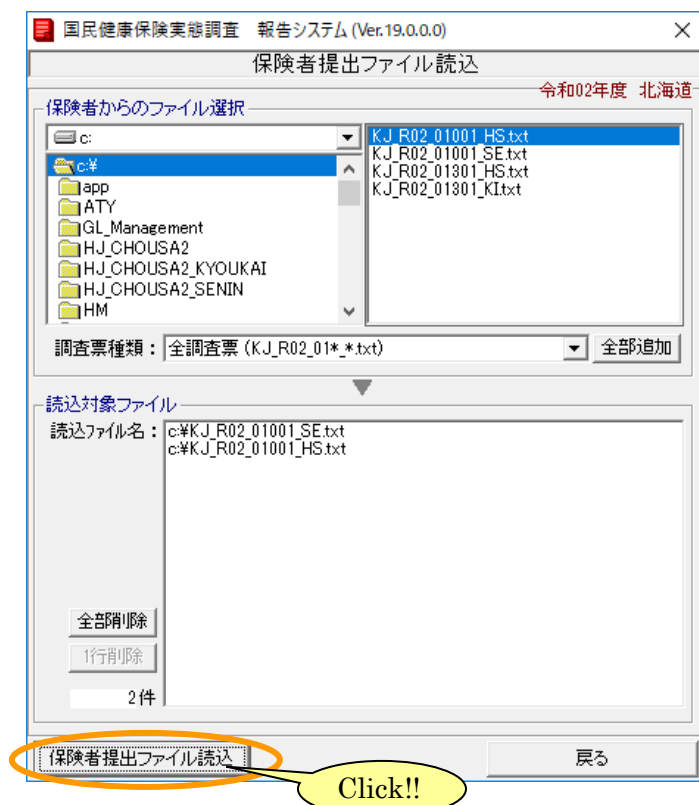 国民健康保険実態調査 報告システム (Ver.19.0.0.0)
保険者提出ファイル読込
令和02年度 北海道
保険者からのファイル選択
c:
c:¥
app
ATY
GL_Management
HJ_CHOUSA2
HJ_CHOUSA2_KYOUKAI
HJ_CHOUSA2_SENIN
HM
KJ_R02_01001_HS.txt
KJ_R02_01001_SE.txt
KJ_R02_01301_HS.txt
KJ_R02_01301_KI.txt
調査票種類: 全調査票 (KJ_R02_01*_*.txt) 全部追加
読込対象ファイル
読込ファイル名: c:¥KJ_R02_01001_SE.txt
c:¥KJ_R02_01001_HS.txt
全部削除
1行削除
2件
保険者提出ファイル読込 戻る
Click!!